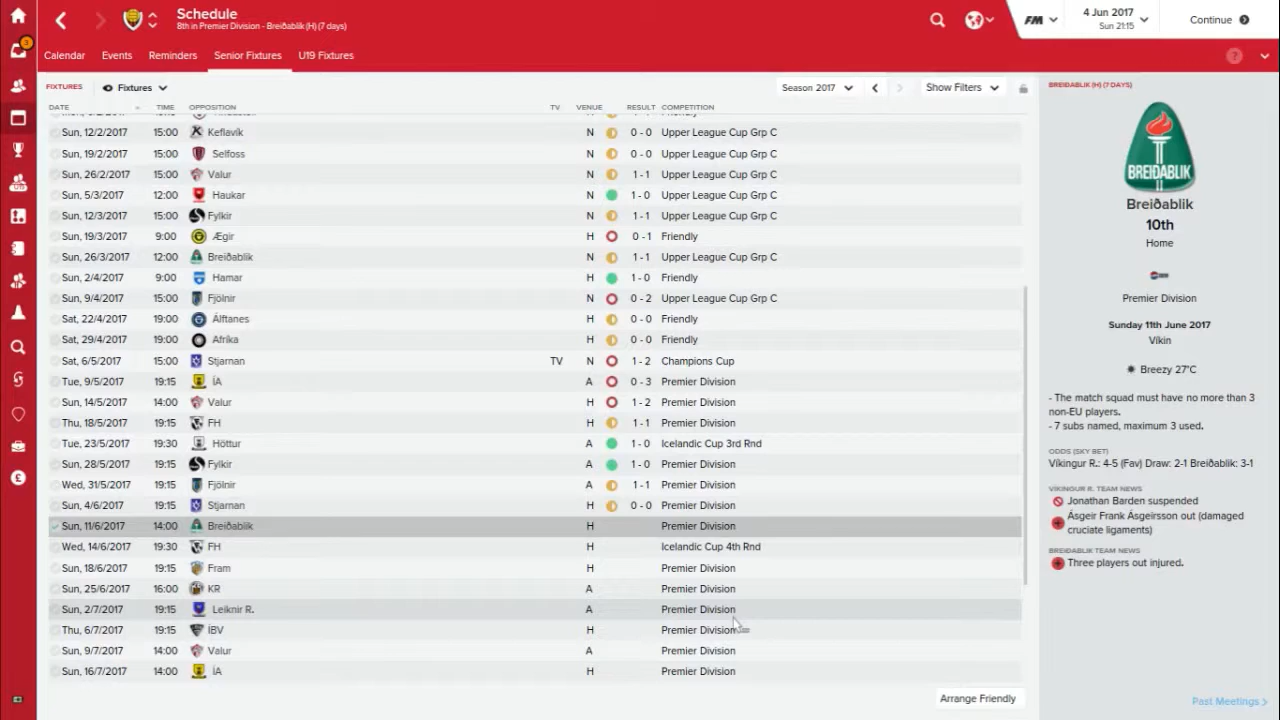 Schedule
8th in Premier Division - Breiðablik (H) (7 days)
3
FM
4 Jun 2017
Sun 21:15
Continue
Calendar Events Reminders Senior Fixtures U19 Fixtures
?
FIXTURES Fixtures Season 2017 Show Filters
DATE TIME OPPOSITION TV VENUE RESULT COMPETITION
Sun, 12/2/2017 15:00 Keflavík N 0 - 0 Upper League Cup Grp C
Sun, 19/2/2017 15:00 Selfoss N 0 - 0 Upper League Cup Grp C
Sun, 26/2/2017 15:00 Valur N 1 - 1 Upper League Cup Grp C
Sun, 5/3/2017 12:00 Haukar N 1 - 0 Upper League Cup Grp C
Sun, 12/3/2017 15:00 Fylkir N 1 - 1 Upper League Cup Grp C
Sun, 19/3/2017 9:00 Ægir H 0 - 1 Friendly
Sun, 26/3/2017 12:00 Breiðablik N 1 - 1 Upper League Cup Grp C
Sun, 2/4/2017 9:00 Hamar H 1 - 0 Friendly
Sun, 9/4/2017 15:00 Fjölnir N 0 - 2 Upper League Cup Grp C
Sat, 22/4/2017 19:00 Álftanes H 0 - 0 Friendly
Sat, 29/4/2017 19:00 Afríka H 0 - 0 Friendly
Sat, 6/5/2017 15:00 Stjarnan TV N 1 - 2 Champions Cup
Tue, 9/5/2017 19:15 ÍA A 0 - 3 Premier Division
Sun, 14/5/2017 14:00 Valur H 1 - 2 Premier Division
Thu, 18/5/2017 19:15 FH H 1 - 1 Premier Division
Tue, 23/5/2017 19:30 Höttur A 1 - 0 Icelandic Cup 3rd Rnd
Sun, 28/5/2017 19:15 Fylkir A 1 - 0 Premier Division
Wed, 31/5/2017 19:15 Fjölnir A 1 - 1 Premier Division
Sun, 4/6/2017 19:15 Stjarnan H 0 - 0 Premier Division
Sun, 11/6/2017 14:00 Breiðablik H Premier Division
Wed, 14/6/2017 19:30 FH H Icelandic Cup 4th Rnd
Sun, 18/6/2017 19:15 Fram H Premier Division
Sun, 25/6/2017 16:00 KR A Premier Division
Sun, 2/7/2017 19:15 Leiknir R. A Premier Division
Thu, 6/7/2017 19:15 ÍBV H Premier Division
Sun, 9/7/2017 14:00 Valur A Premier Division
Sun, 16/7/2017 14:00 ÍA H Premier Division
Arrange Friendly
BREIÐABLIK (H) (7 DAYS)
BREIÐABLIK
Breiðablik
10th
Home
Premier Division
Sunday 11th June 2017
Víkin
Breezy 27°C
- The match squad must have no more than 3
non-EU players.
- 7 subs named, maximum 3 used.
ODDS (SKY BET)
Víkingur R.: 4-5 (Fav) Draw: 2-1 Breiðablik: 3-1
VÍKINGUR R. TEAM NEWS
Jonathan Barden suspended
Ásgeir Frank Ásgeirsson out (damaged
cruciate ligaments)
BREIÐABLIK TEAM NEWS
Three players out injured.
Past Meetings >